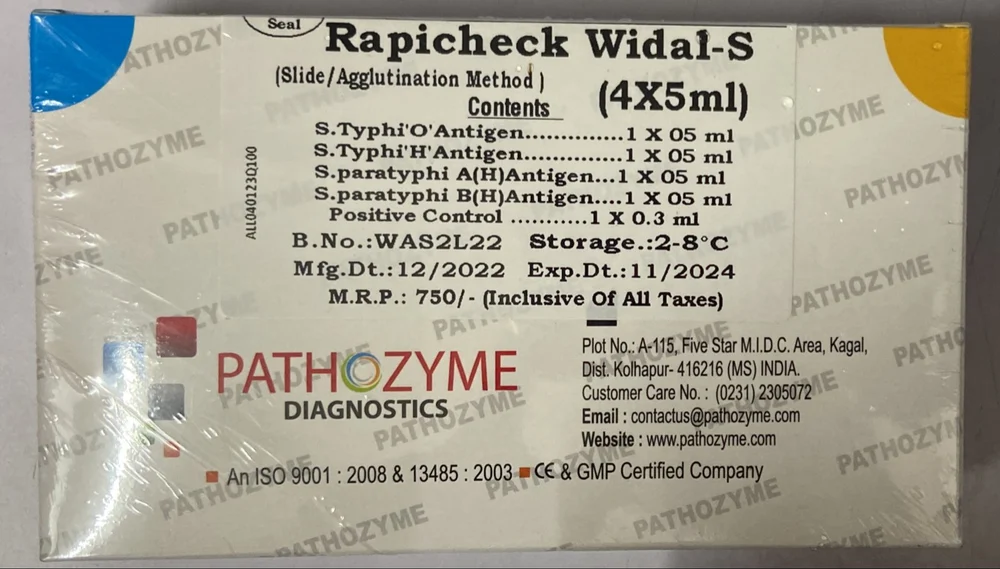 Seal
Rapicheck Widal-S
(Slide/Agglutination Method)
(4X5ml)
Contents
S.Typhi'O'Antigen..............1 X 05 ml
S.Typhi'H'Antigen..............1 X 05 ml
S.paratyphi A(H)Antigen...1 X 05 ml
S.paratyphi B(H)Antigen....1 X 05 ml
Positive Control ...........1 X 0.3 ml
ALL040123Q100
B.No.:WAS2L22 Storage.:2-8°C
Mfg.Dt.:12/2022 Exp.Dt.:11/2024
M.R.P.: 750/- (Inclusive Of All Taxes)
PATHOZYME
DIAGNOSTICS
Plot No.: A-115, Five Star M.I.D.C. Area, Kagal,
Dist. Kolhapur- 416216 (MS) INDIA.
Customer Care No. : (0231) 2305072
Email : contactus@pathozyme.com
Website : www.pathozyme.com
An ISO 9001 : 2008 & 13485 : 2003 CE & GMP Certified Company
PATHOZYME